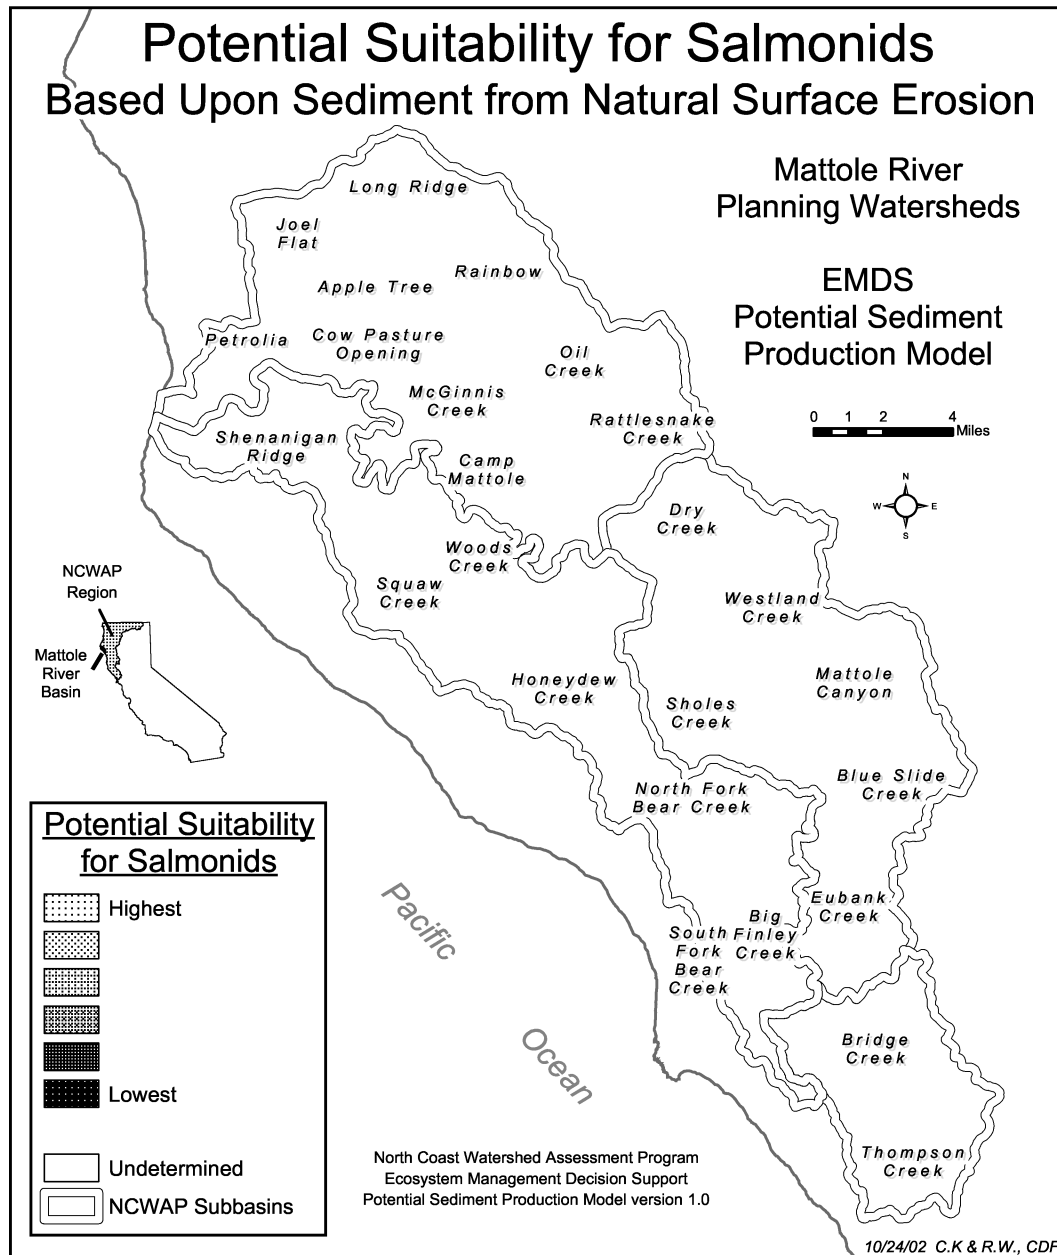 Potential Suitability for Salmonids
Based Upon Sediment from Natural Surface Erosion
Mattole River
Planning Watersheds
EMDS
Potential Sediment
Production Model
0 1 2 4
Miles
N
W E
S
Long Ridge
Joel
Flat
Rainbow
Apple Tree
Petrolia
Cow Pasture
Opening
Oil
Creek
McGinnis
Creek
Rattlesnake
Creek
Shenanigan
Ridge
Camp
Mattole
Dry
Creek
Woods
Creek
Squaw
Creek
Westland
Creek
Honeydew
Creek
Mattole
Canyon
Sholes
Creek
North Fork
Bear Creek
Blue Slide
Creek
Eubank
Creek
Big
Finley
Creek
South
Fork
Bear
Creek
Bridge
Creek
Thompson
Creek
NCWAP
Region
Mattole
River
Basin
Pacific
Ocean
Potential Suitability
for Salmonids
Highest
Lowest
Undetermined
NCWAP Subbasins
North Coast Watershed Assessment Program
Ecosystem Management Decision Support
Potential Sediment Production Model version 1.0
10/24/02 C.K & R.W., CDF